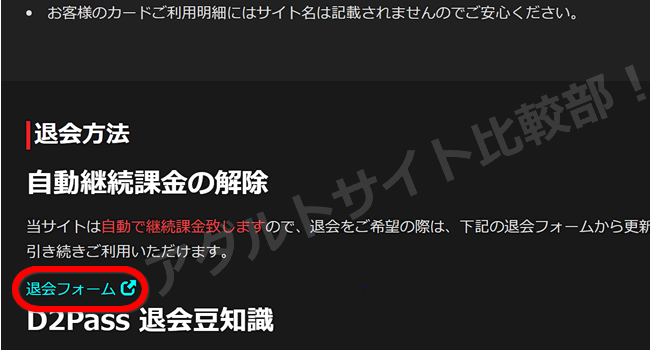 • お客様のカードご利用明細にはサイト名は記載されませんのでご安心ください。
退会方法
自動継続課金の解除
当サイトは自動で継続課金致しますので、退会をご希望の際は、下記の退会フォームから更新
引き続きご利用いただけます。
退会フォーム
D2Pass 退会豆知識
アダルトサイト比較部！